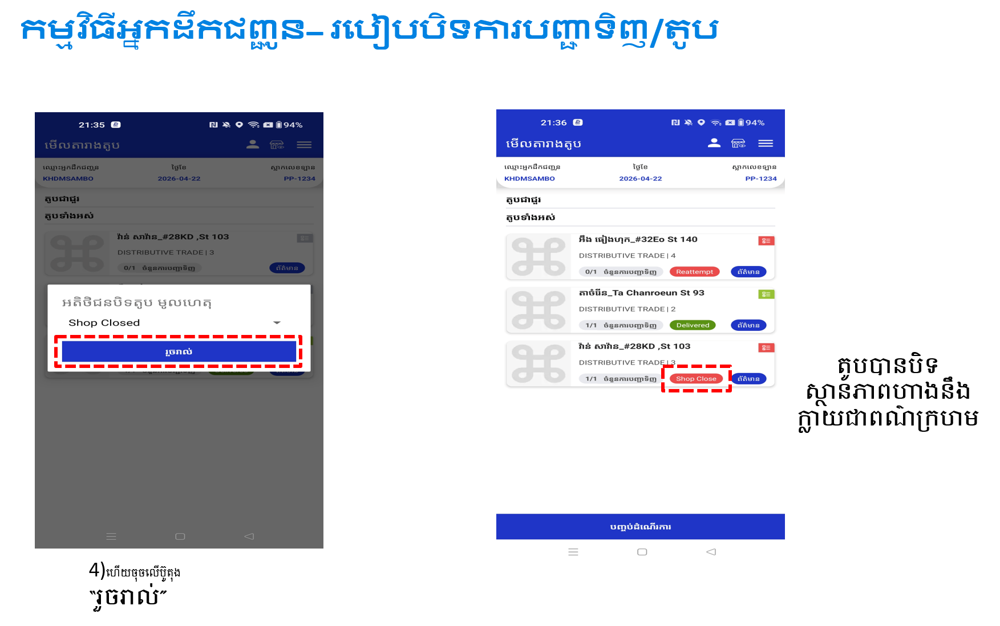 កម្មវិធីអ្នកដឹកជញ្ជូន– របៀបបិទការបញ្ជាទិញ/តូប
21:35
94%
មើលតារាងតូប
ឈ្មោះអ្នកដឹកជញ្ជូន ថ្ងៃខែ ស្លាកលេខឡាន
KHDMSAMBO 2026-04-22 PP-1234
តូបជាជួរ
តូបទាំងអស់
វ៉ាន់ សាវ៉ាន_#28KD ,St 103
DISTRIBUTIVE TRADE | 3
0/1 ចំនួនការបញ្ជាទិញ ព័ត៌មាន
អតិថិជនបិទតូប មូលហេតុ
Shop Closed
រួចរាល់
4)ហើយចុចលើប៊ូតុង
“រួចរាល់”
21:36
94%
មើលតារាងតូប
ឈ្មោះអ្នកដឹកជញ្ជូន ថ្ងៃខែ ស្លាកលេខឡាន
KHDMSAMBO 2026-04-22 PP-1234
តូបជាជួរ
តូបទាំងអស់
អឹង ធៀងហុក_#32Eo St 140
DISTRIBUTIVE TRADE | 4
0/1 ចំនួនការបញ្ជាទិញ Reattempt ព័ត៌មាន
តាចំរើន_Ta Chanroeun St 93
DISTRIBUTIVE TRADE | 2
1/1 ចំនួនការបញ្ជាទិញ Delivered ព័ត៌មាន
វ៉ាន់ សាវ៉ាន_#28KD ,St 103
DISTRIBUTIVE TRADE | 3
1/1 ចំនួនការបញ្ជាទិញ Shop Close ព័ត៌មាន
បញ្ចប់ដំណើរការ
តូបបានបិទ
ស្ថានភាពហាងនឹង
ក្លាយជាពណ៌ក្រហម